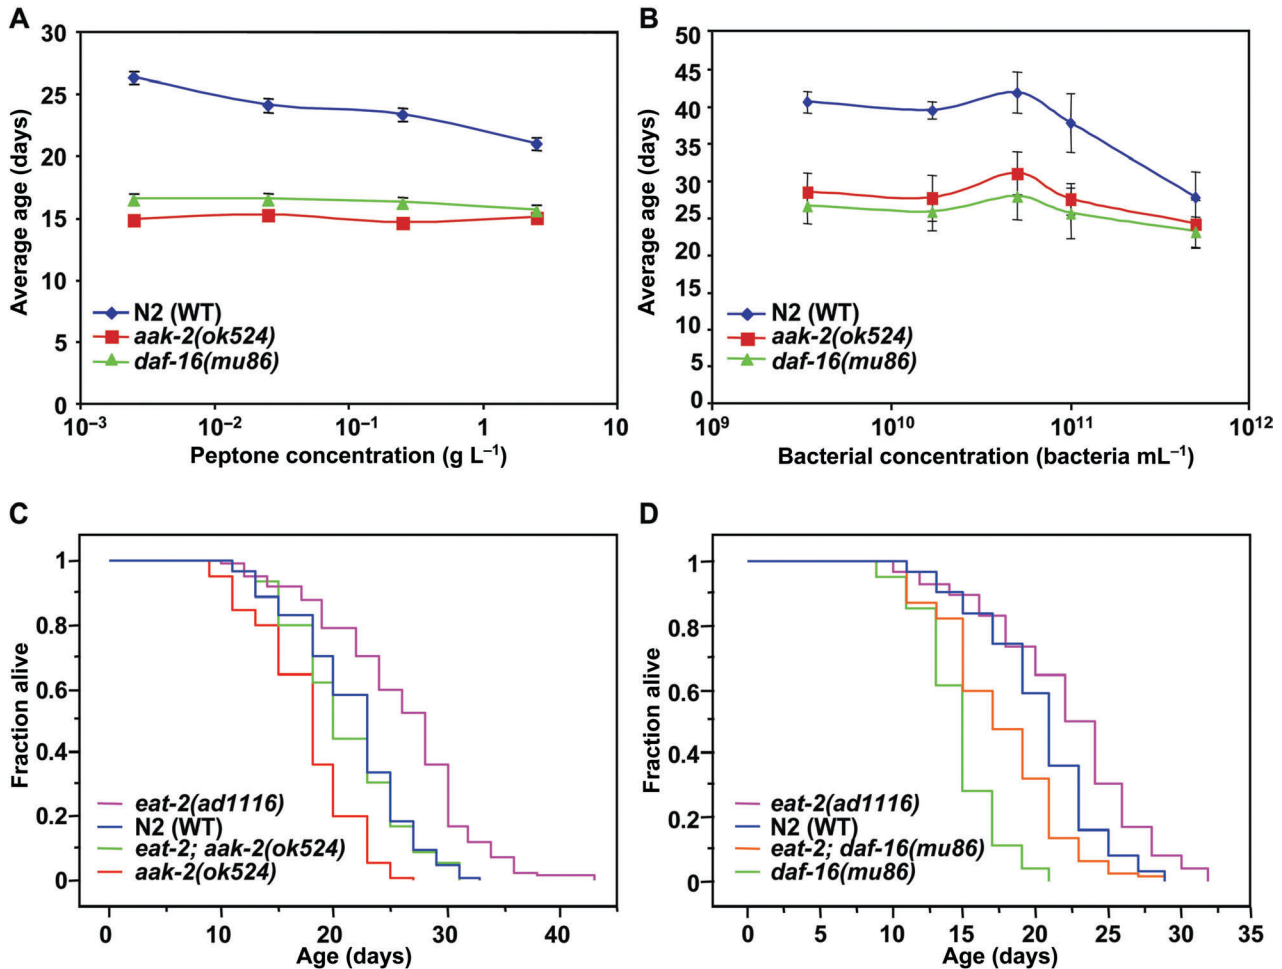 A
30
25
20
15
10
5
0
Average age (days)
N2 (WT)
aak-2(ok524)
daf-16(mu86)
10⁻³
10⁻²
10⁻¹
1
10
Peptone concentration (g L⁻¹)
B
50
45
40
35
30
25
20
15
10
5
0
Average age (days)
N2 (WT)
aak-2(ok524)
daf-16(mu86)
10⁹
10¹⁰
10¹¹
10¹²
Bacterial concentration (bacteria mL⁻¹)
C
1
0.8
0.6
0.4
0.2
0
Fraction alive
eat-2(ad1116)
N2 (WT)
eat-2; aak-2(ok524)
aak-2(ok524)
0
10
20
30
40
Age (days)
D
1
0.8
0.6
0.4
0.2
0
Fraction alive
eat-2(ad1116)
N2 (WT)
eat-2; daf-16(mu86)
daf-16(mu86)
0
5
10
15
20
25
30
35
Age (days)